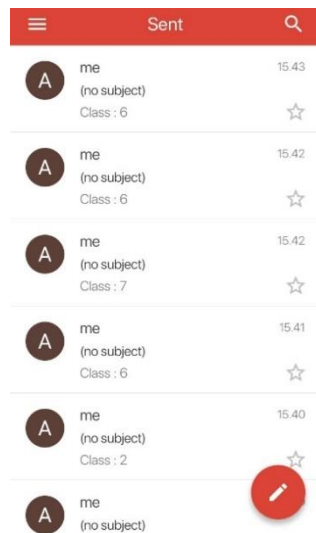 Sent
A
me
15.43
(no subject)
Class : 6
A
me
15.42
(no subject)
Class : 6
A
me
15.42
(no subject)
Class : 7
A
me
15.41
(no subject)
Class : 6
A
me
15.40
(no subject)
Class : 2
A
me
(no subject)